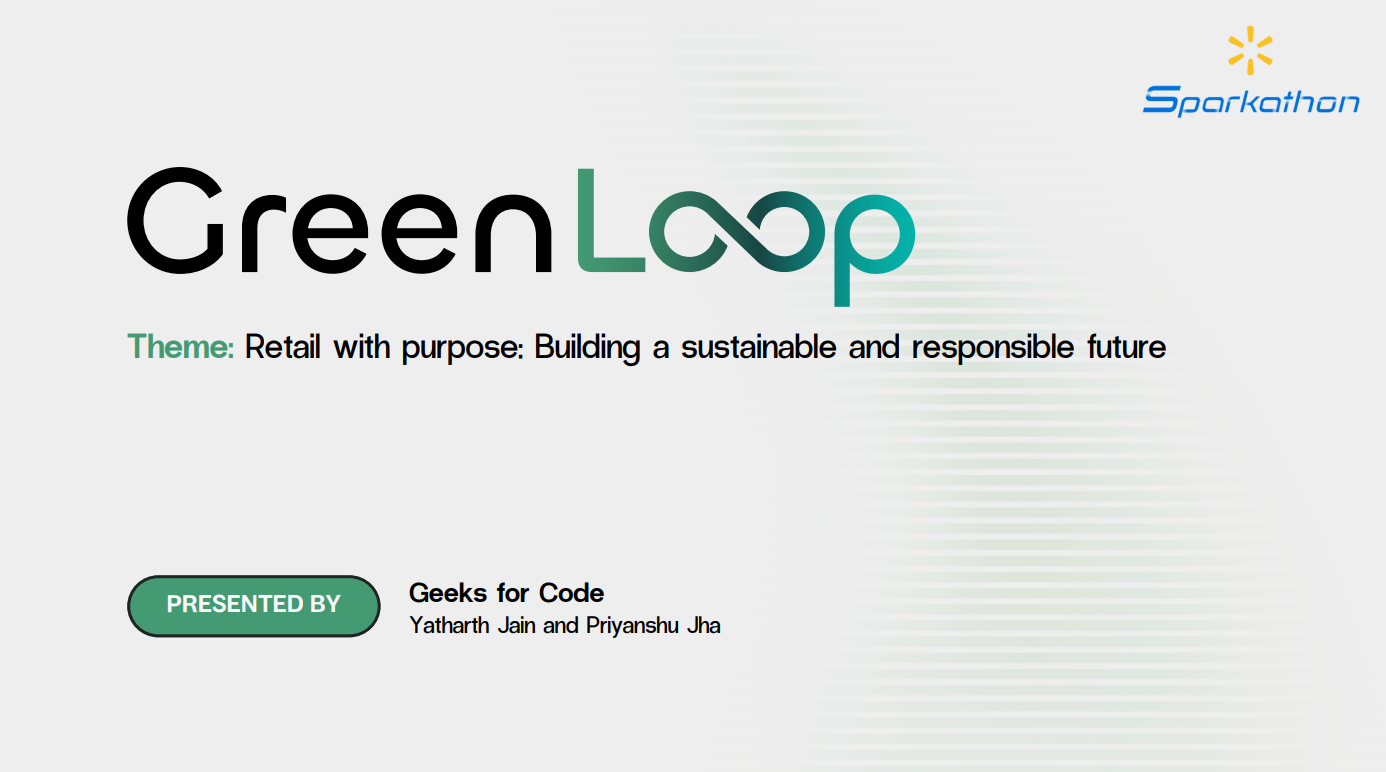 Sparkathon
GreenLoop
Theme: Retail with purpose: Building a sustainable and responsible future
PRESENTED BY
Geeks for Code
Yatharth Jain and Priyanshu Jha